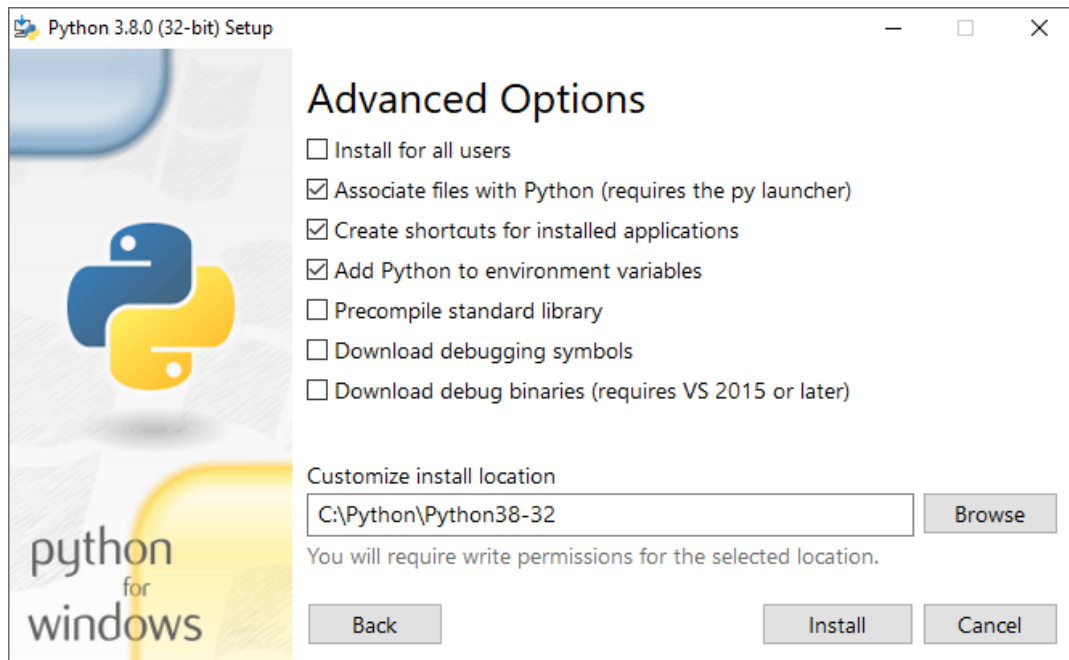 Python 3.8.0 (32-bit) Setup
Advanced Options
Install for all users
Associate files with Python (requires the py launcher)
Create shortcuts for installed applications
Add Python to environment variables
Precompile standard library
Download debugging symbols
Download debug binaries (requires VS 2015 or later)
Customize install location
C:\Python\Python38-32
Browse
You will require write permissions for the selected location.
python
for
windows
Back
Install
Cancel